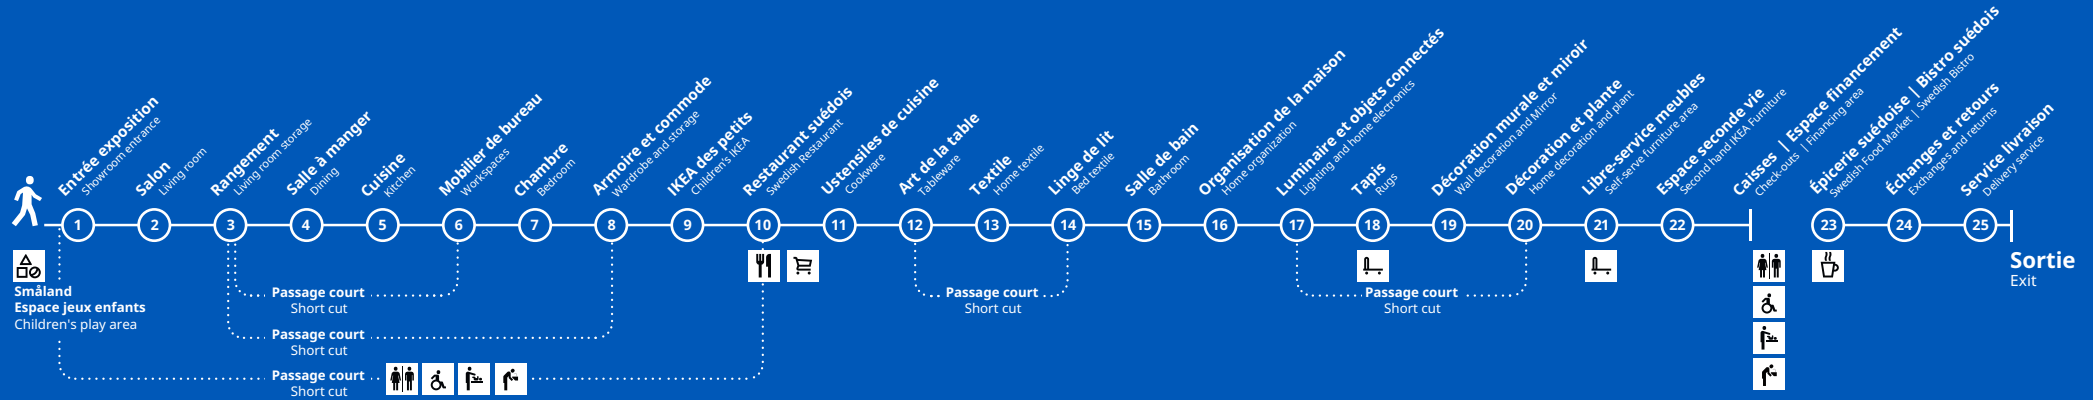 Entrée exposition
Showroom entrance
Salon
Living room
Rangement
Living room storage
Salle à manger
Dining
Cuisine
Kitchen
Mobilier de bureau
Workspaces
Chambre
Bedroom
Armoire et commode
Wardrobe and storage
IKEA des petits
Children's IKEA
Restaurant suédois
Swedish Restaurant
Ustensiles de cuisine
Cookware
Art de la table
Tableware
Textile
Home textile
Linge de lit
Bed textile
Salle de bain
Bathroom
Organisation de la maison
Home organization
Luminaire et objets connectés
Lighting and home electronics
Tapis
Rugs
Décoration murale et miroir
Wall decoration and Mirror
Décoration et plante
Home decoration and plant
Libre-service meubles
Self-serve furniture area
Espace seconde vie
Second hand IKEA Furniture
Caisses | Espace financement
Check-outs | Financing area
Épicerie suédoise | Bistro suédois
Swedish Food Market | Swedish Bistro
Échanges et retours
Exchanges and returns
Service livraison
Delivery service
1 2 3 4 5 6 7 8 9 10 11 12 13 14 15 16 17 18 19 20 21 22 23 24 25
Småland
Espace jeux enfants
Children's play area
Passage court
Short cut
Passage court
Short cut
Passage court
Short cut
Passage court
Short cut
Passage court
Short cut
Sortie
Exit